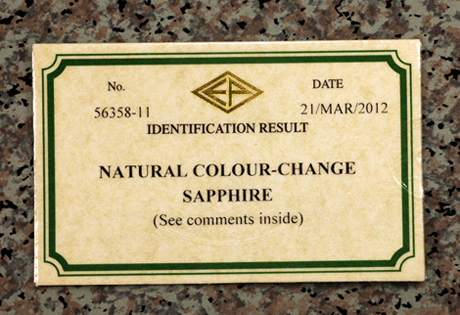 No. DATE
56358-11 21/MAR/2012
IDENTIFICATION RESULT
NATURAL COLOUR-CHANGE
SAPPHIRE
(See comments inside)